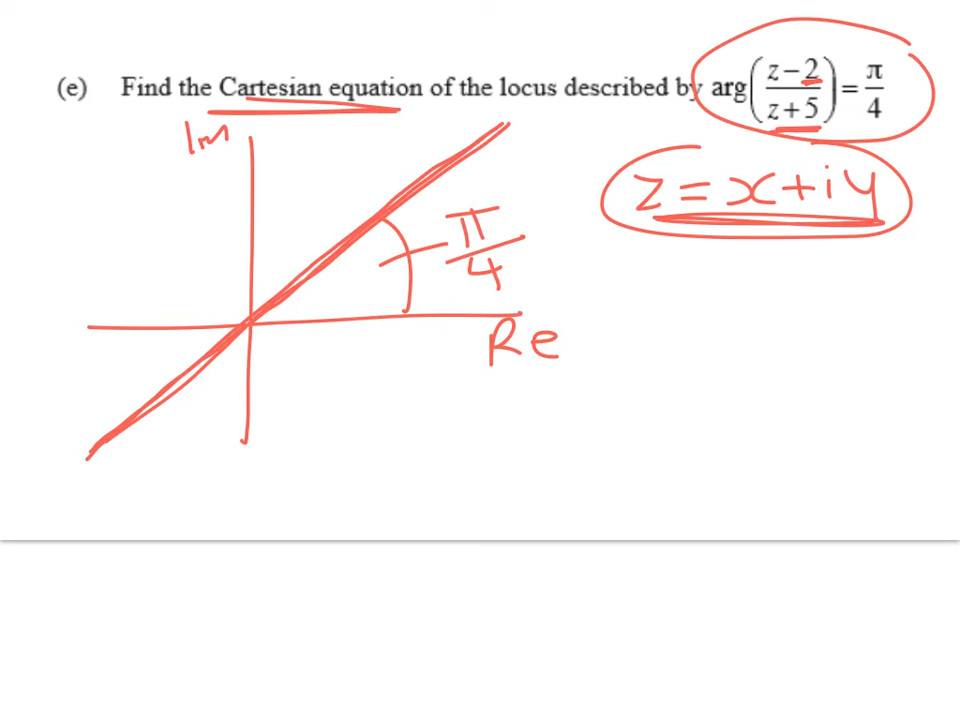 (e) Find the Cartesian equation of the locus described by arg((z−2)/(z+5)) = π/4
Im
z = x + iy
π/4
Re